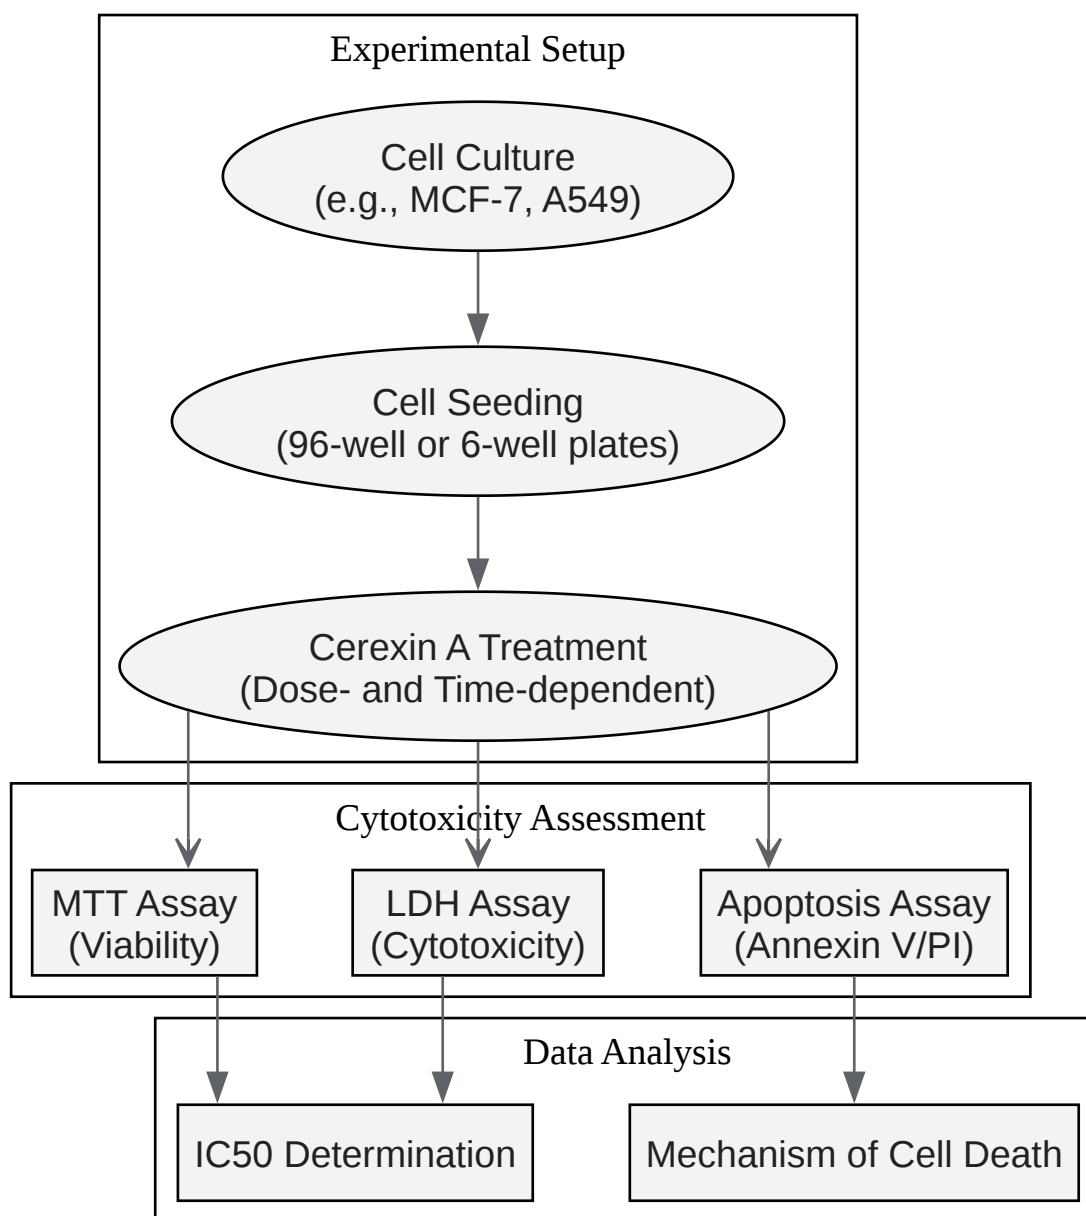 Experimental Setup
Cell Culture
(e.g., MCF-7, A549)
Cell Seeding
(96-well or 6-well plates)
Cerexin A Treatment
(Dose- and Time-dependent)
Cytotoxicity Assessment
MTT Assay
(Viability)
LDH Assay
(Cytotoxicity)
Apoptosis Assay
(Annexin V/PI)
Data Analysis
IC50 Determination
Mechanism of Cell Death